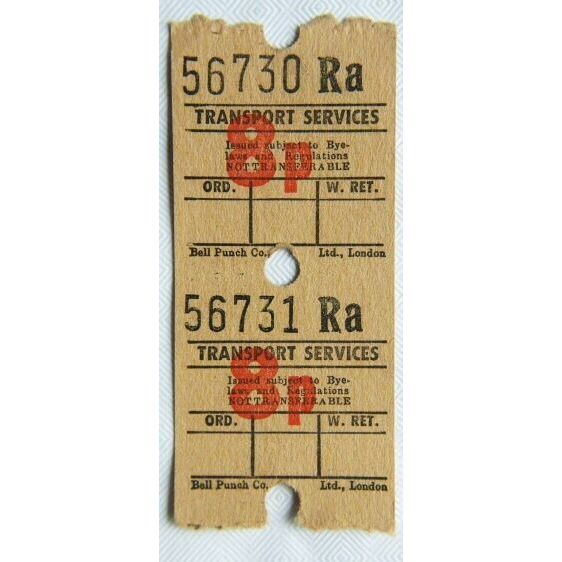 56730 Ra
TRANSPORT SERVICES
8p
Issued subject to Bye-
laws and Regulations
NOT TRANSFERABLE
ORD. W. RET.
Bell Punch Co., Ltd., London
56731 Ra
TRANSPORT SERVICES
8p
Issued subject to Bye-
laws and Regulations
NOT TRANSFERABLE
ORD. W. RET.
Bell Punch Co. Ltd., London